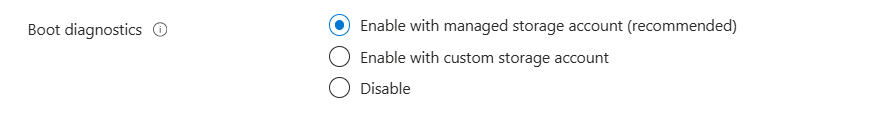 Boot diagnostics
Enable with managed storage account (recommended)
Enable with custom storage account
Disable